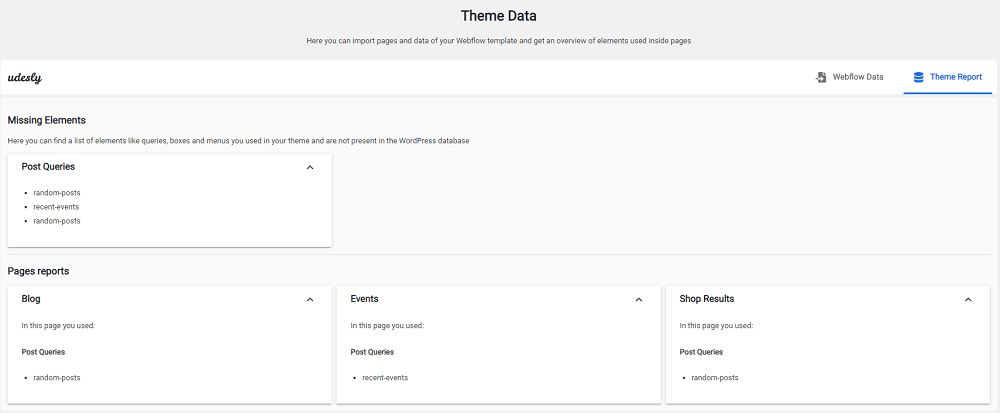 Theme Data
Here you can import pages and data of your Webflow template and get an overview of elements used inside pages
udesly
Webflow Data
Theme Report
Missing Elements
Here you can find a list of elements like queries, boxes and menus you used in your theme and are not present in the WordPress database
Post Queries
random-posts
recent-events
random-posts
Pages reports
Blog
In this page you used:
Post Queries
random-posts
Events
In this page you used:
Post Queries
recent-events
Shop Results
In this page you used:
Post Queries
random-posts